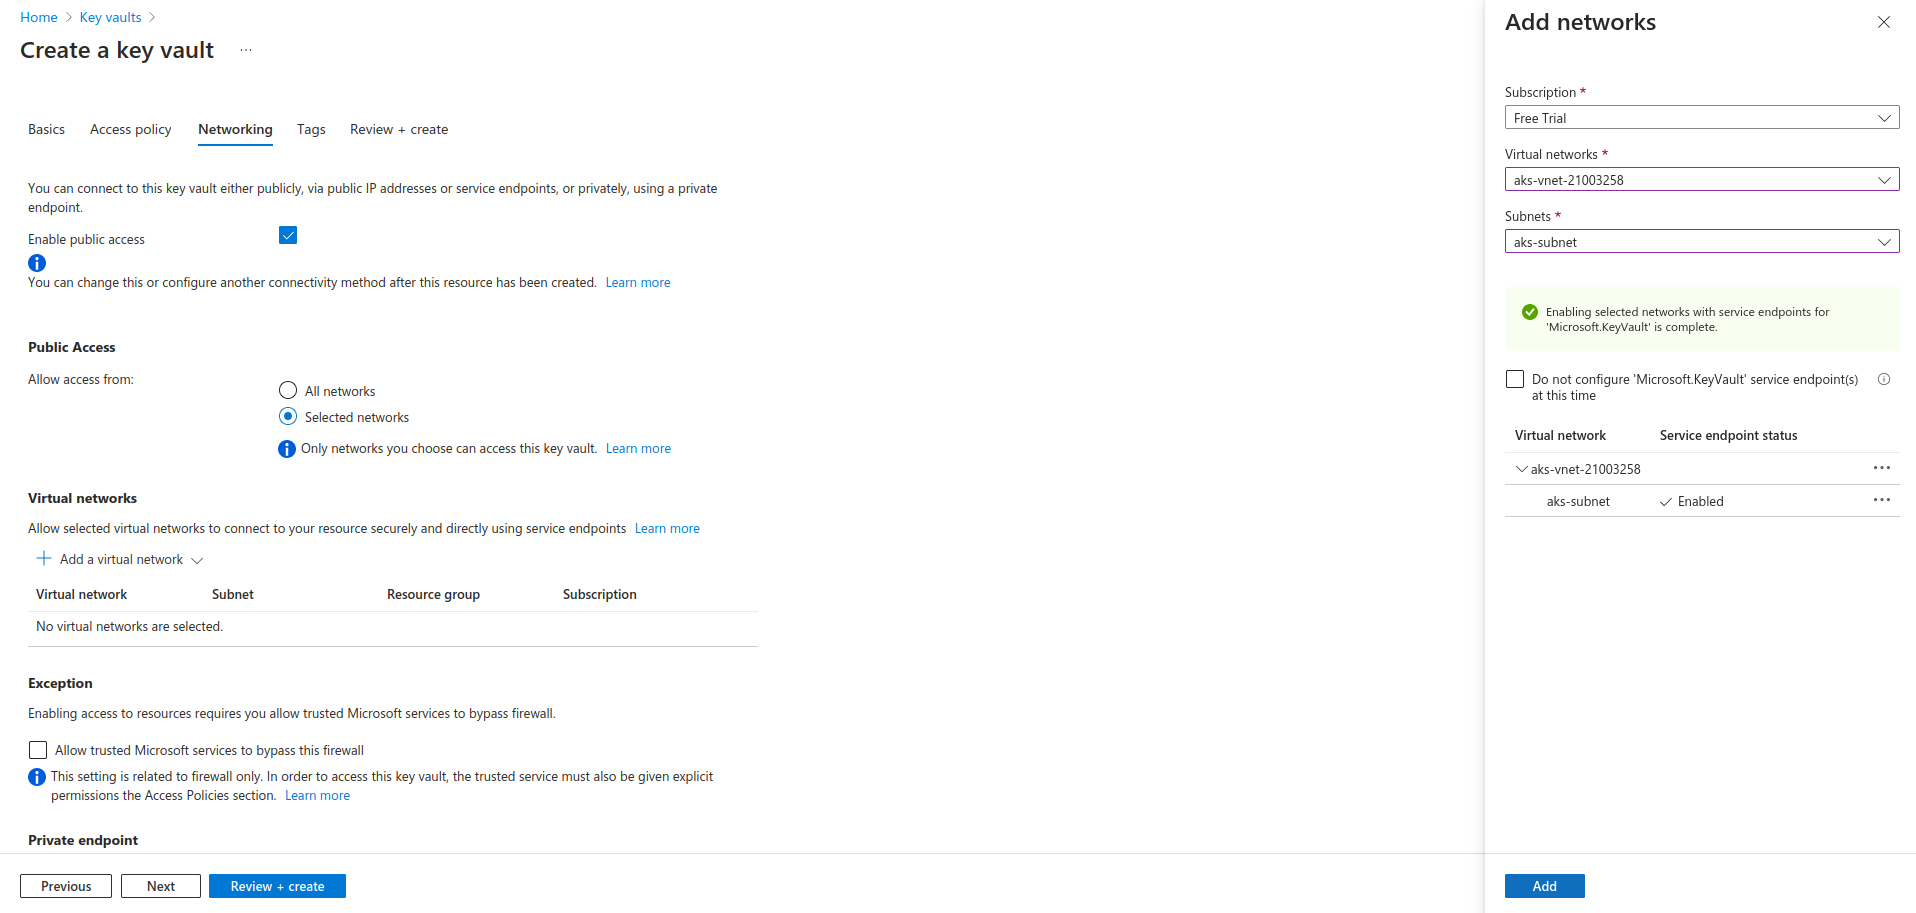 Home > Key vaults >
Create a key vault ...
Basics Access policy Networking Tags Review + create
You can connect to this key vault either publicly, via public IP addresses or service endpoints, or privately, using a private
endpoint.
Enable public access
You can change this or configure another connectivity method after this resource has been created. Learn more
Public Access
Allow access from:
All networks
Selected networks
Only networks you choose can access this key vault. Learn more
Virtual networks
Allow selected virtual networks to connect to your resource securely and directly using service endpoints Learn more
Add a virtual network
Virtual network Subnet Resource group Subscription
No virtual networks are selected.
Exception
Enabling access to resources requires you allow trusted Microsoft services to bypass firewall.
Allow trusted Microsoft services to bypass this firewall
This setting is related to firewall only. In order to access this key vault, the trusted service must also be given explicit
permissions the Access Policies section. Learn more
Private endpoint
Previous Next Review + create
Add networks
Subscription *
Free Trial
Virtual networks *
aks-vnet-21003258
Subnets *
aks-subnet
Enabling selected networks with service endpoints for
'Microsoft.KeyVault' is complete.
Do not configure 'Microsoft.KeyVault' service endpoint(s)
at this time
Virtual network Service endpoint status
aks-vnet-21003258 ...
aks-subnet Enabled ...
Add